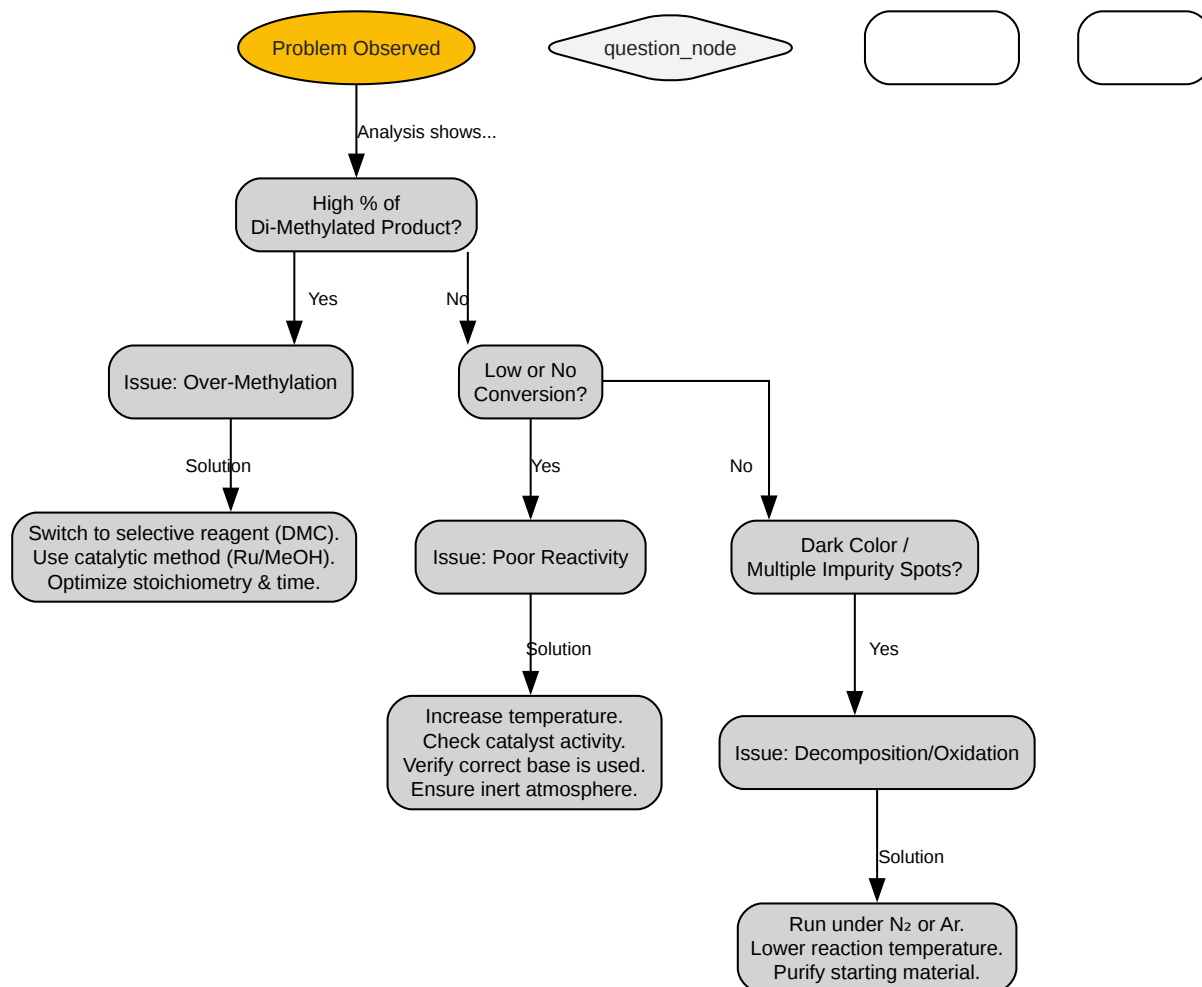 Problem Observed
question_node
Analysis shows...
High % of
Di-Methylated Product?
Yes
No
Issue: Over-Methylation
Low or No
Conversion?
Solution
Yes
No
Switch to selective reagent (DMC).
Use catalytic method (Ru/MeOH).
Optimize stoichiometry & time.
Issue: Poor Reactivity
Dark Color /
Multiple Impurity Spots?
Solution
Yes
Increase temperature.
Check catalyst activity.
Verify correct base is used.
Ensure inert atmosphere.
Issue: Decomposition/Oxidation
Solution
Run under N₂ or Ar.
Lower reaction temperature.
Purify starting material.